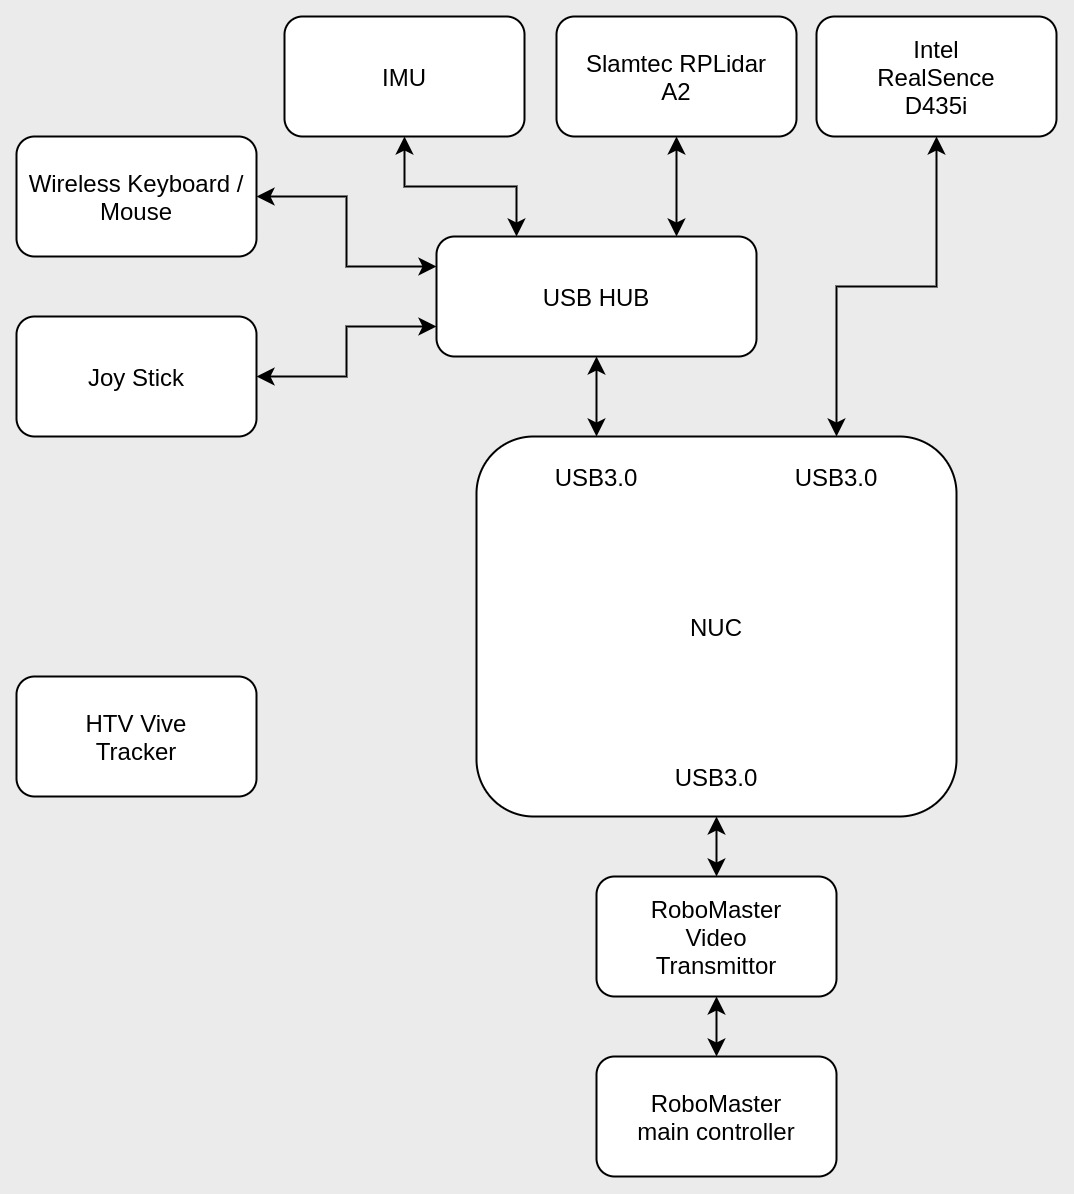 IMU
Slamtec RPLidar
A2
Intel
RealSence
D435i
Wireless Keyboard /
Mouse
USB HUB
Joy Stick
USB3.0
USB3.0
NUC
HTV Vive
Tracker
USB3.0
RoboMaster
Video
Transmittor
RoboMaster
main controller